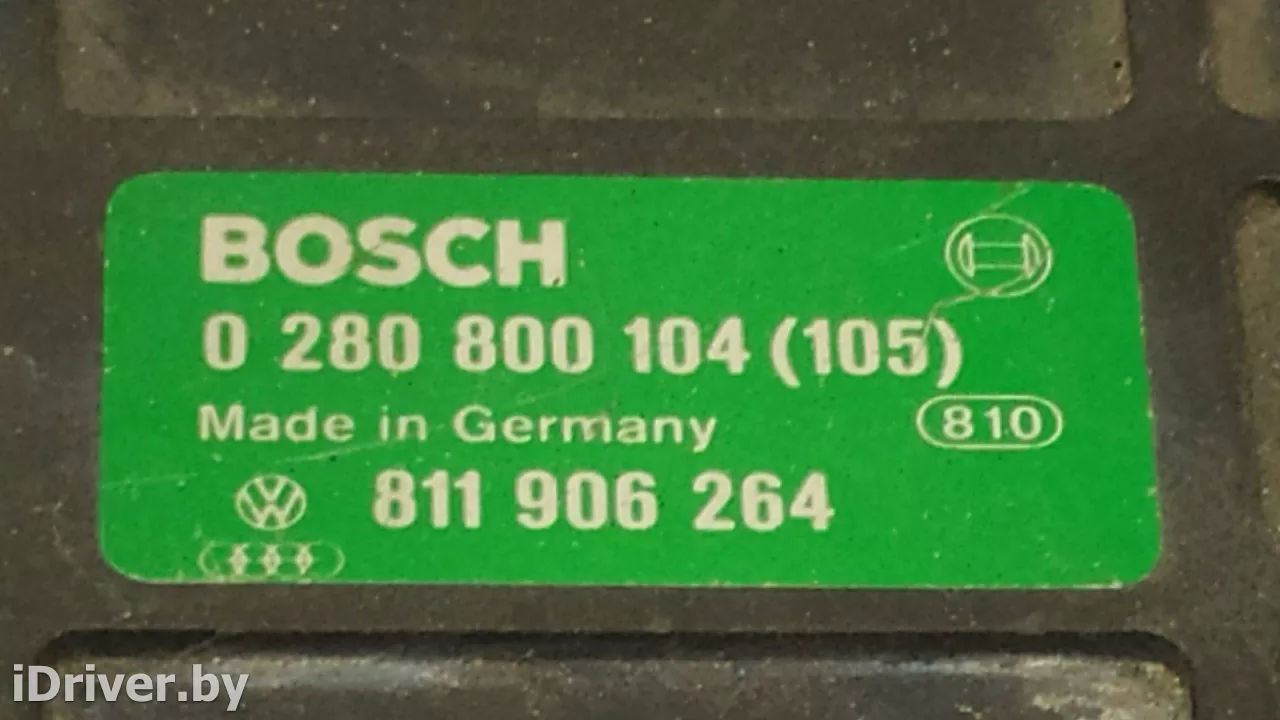 BOSCH
0 280 800 104 (105)
Made in Germany
810
811 906 264
iDriver.by